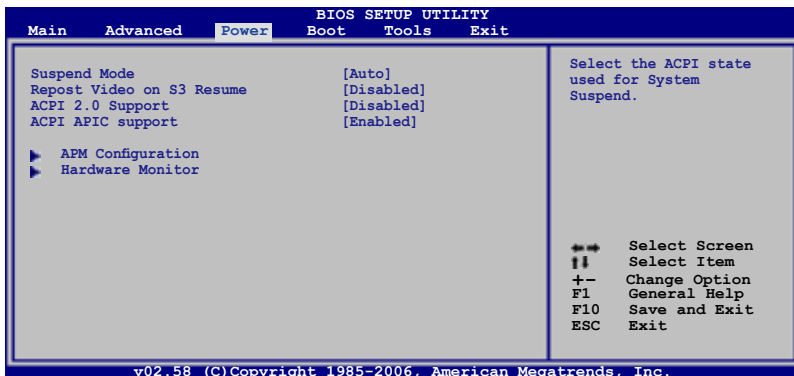 BIOS SETUP UTILITY
Main Advanced Power Boot Tools Exit
Suspend Mode [Auto]
Repost Video on S3 Resume [Disabled]
ACPI 2.0 Support [Disabled]
ACPI APIC support [Enabled]
APM Configuration
Hardware Monitor
Select the ACPI state
used for System
Suspend.
Select Screen
Select Item
+- Change Option
F1 General Help
F10 Save and Exit
ESC Exit
v02.58 (C)Copyright 1985-2006, American Megatrends, Inc.